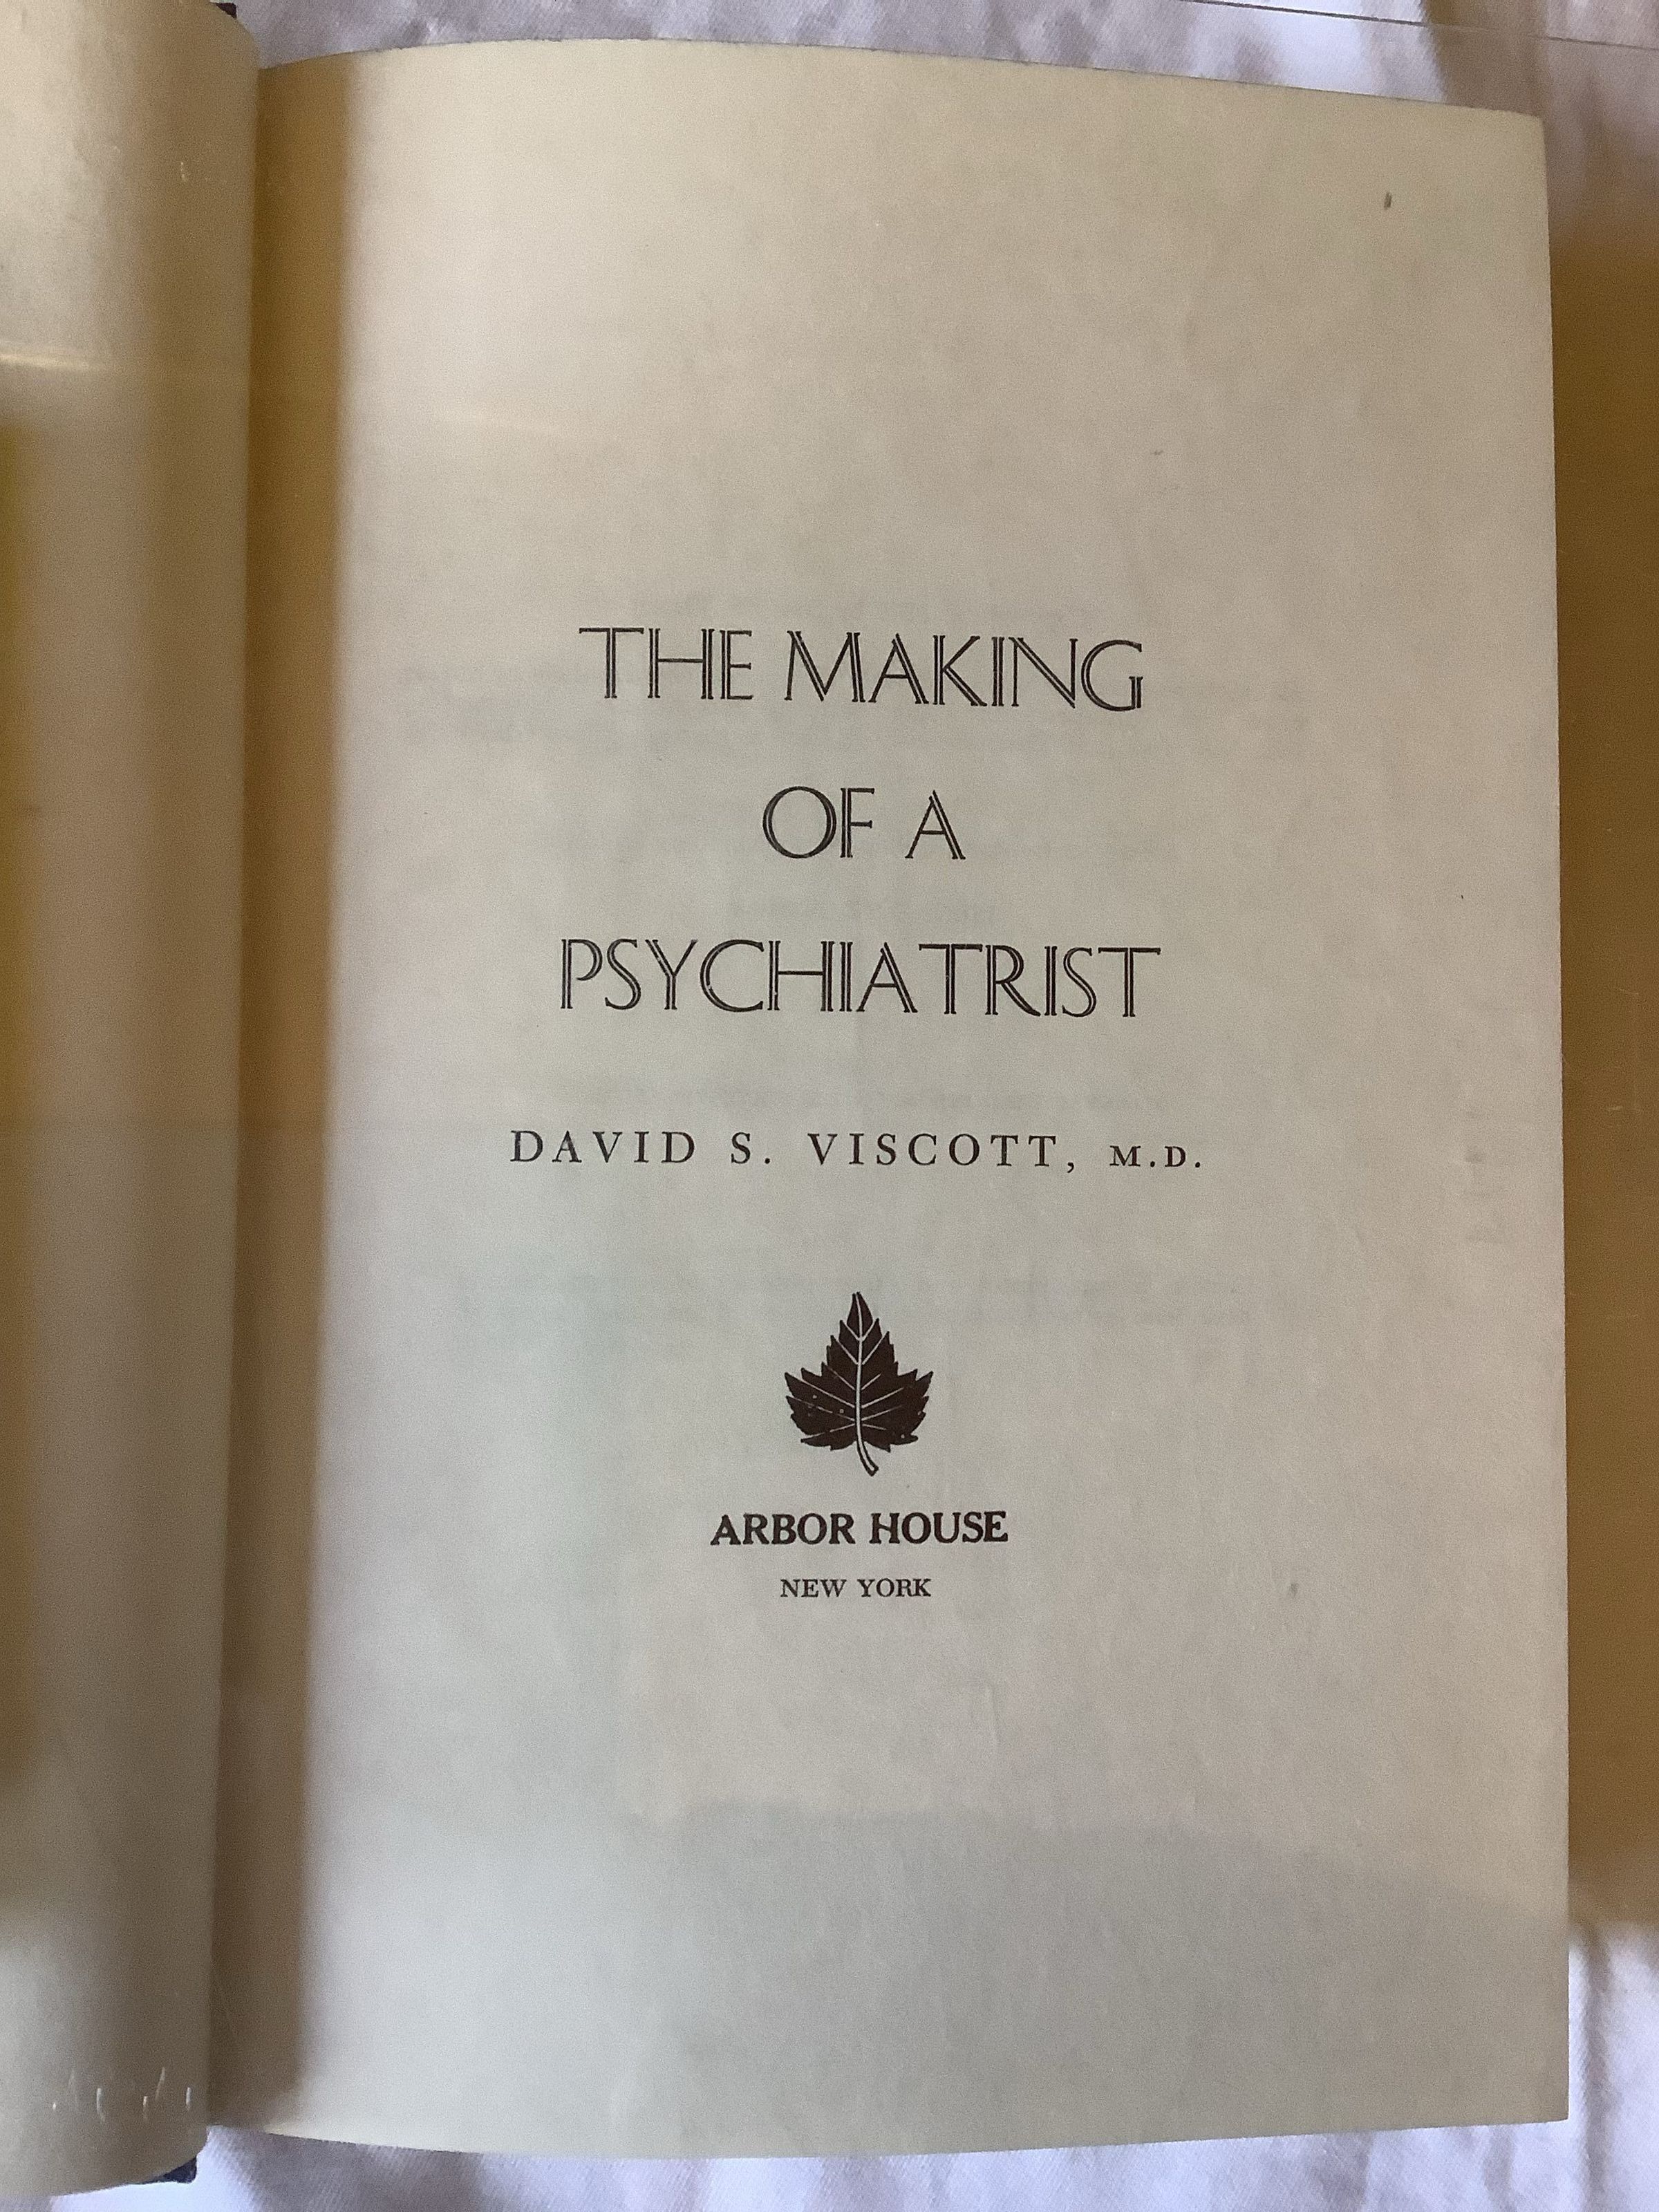 THE MAKING
OF A
PSYCHIATRIST
DAVID S. VISCOTT, M.D.
ARBOR HOUSE
NEW YORK